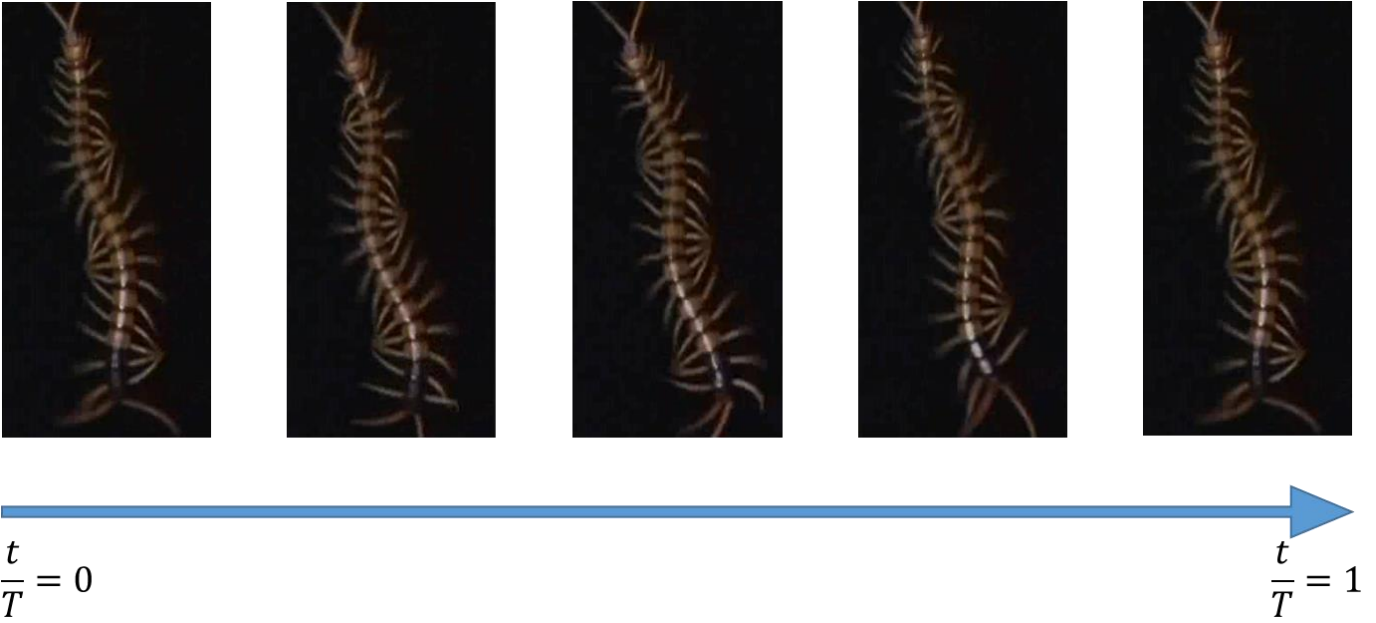 t/T = 0
t/T = 1